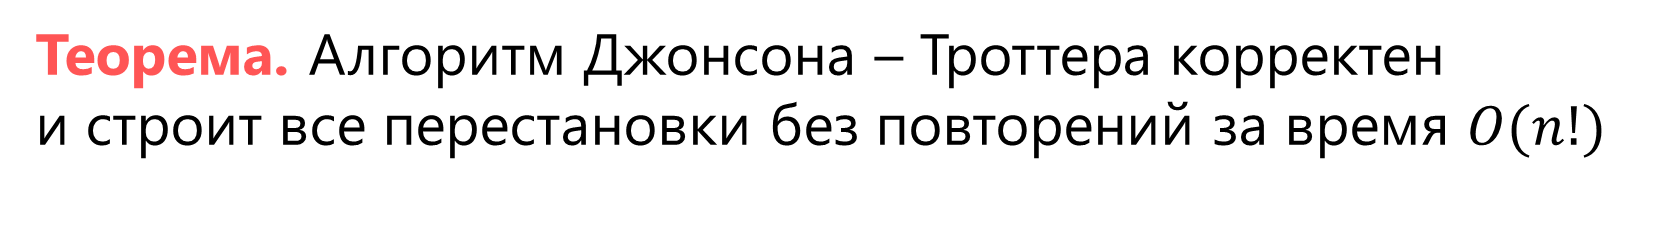 Теорема. Алгоритм Джонсона – Троттера корректен
и строит все перестановки без повторений за время O(n!)